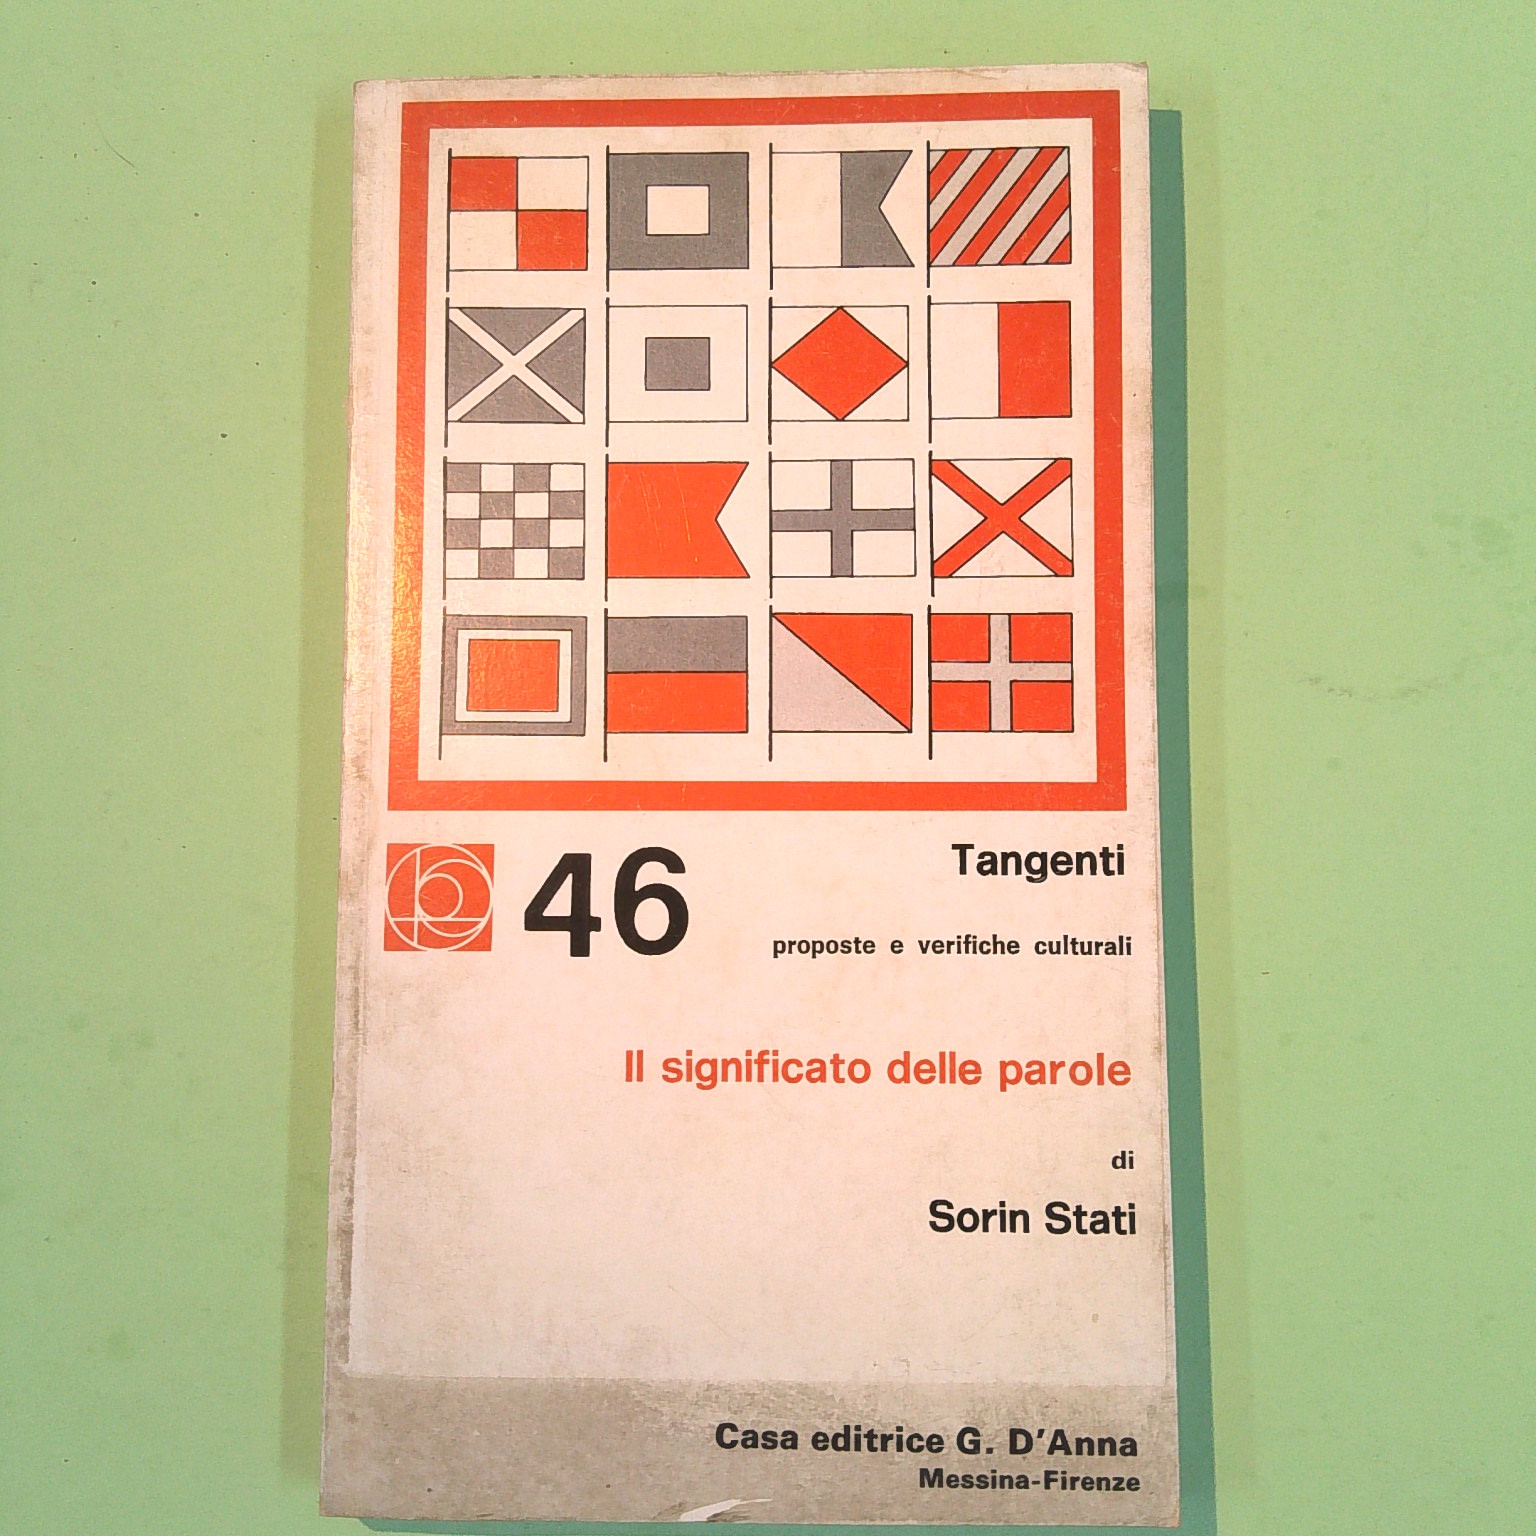 46
Tangenti
proposte e verifiche culturali
Il significato delle parole
di
Sorin Stati
Casa editrice G. D'Anna
Messina-Firenze